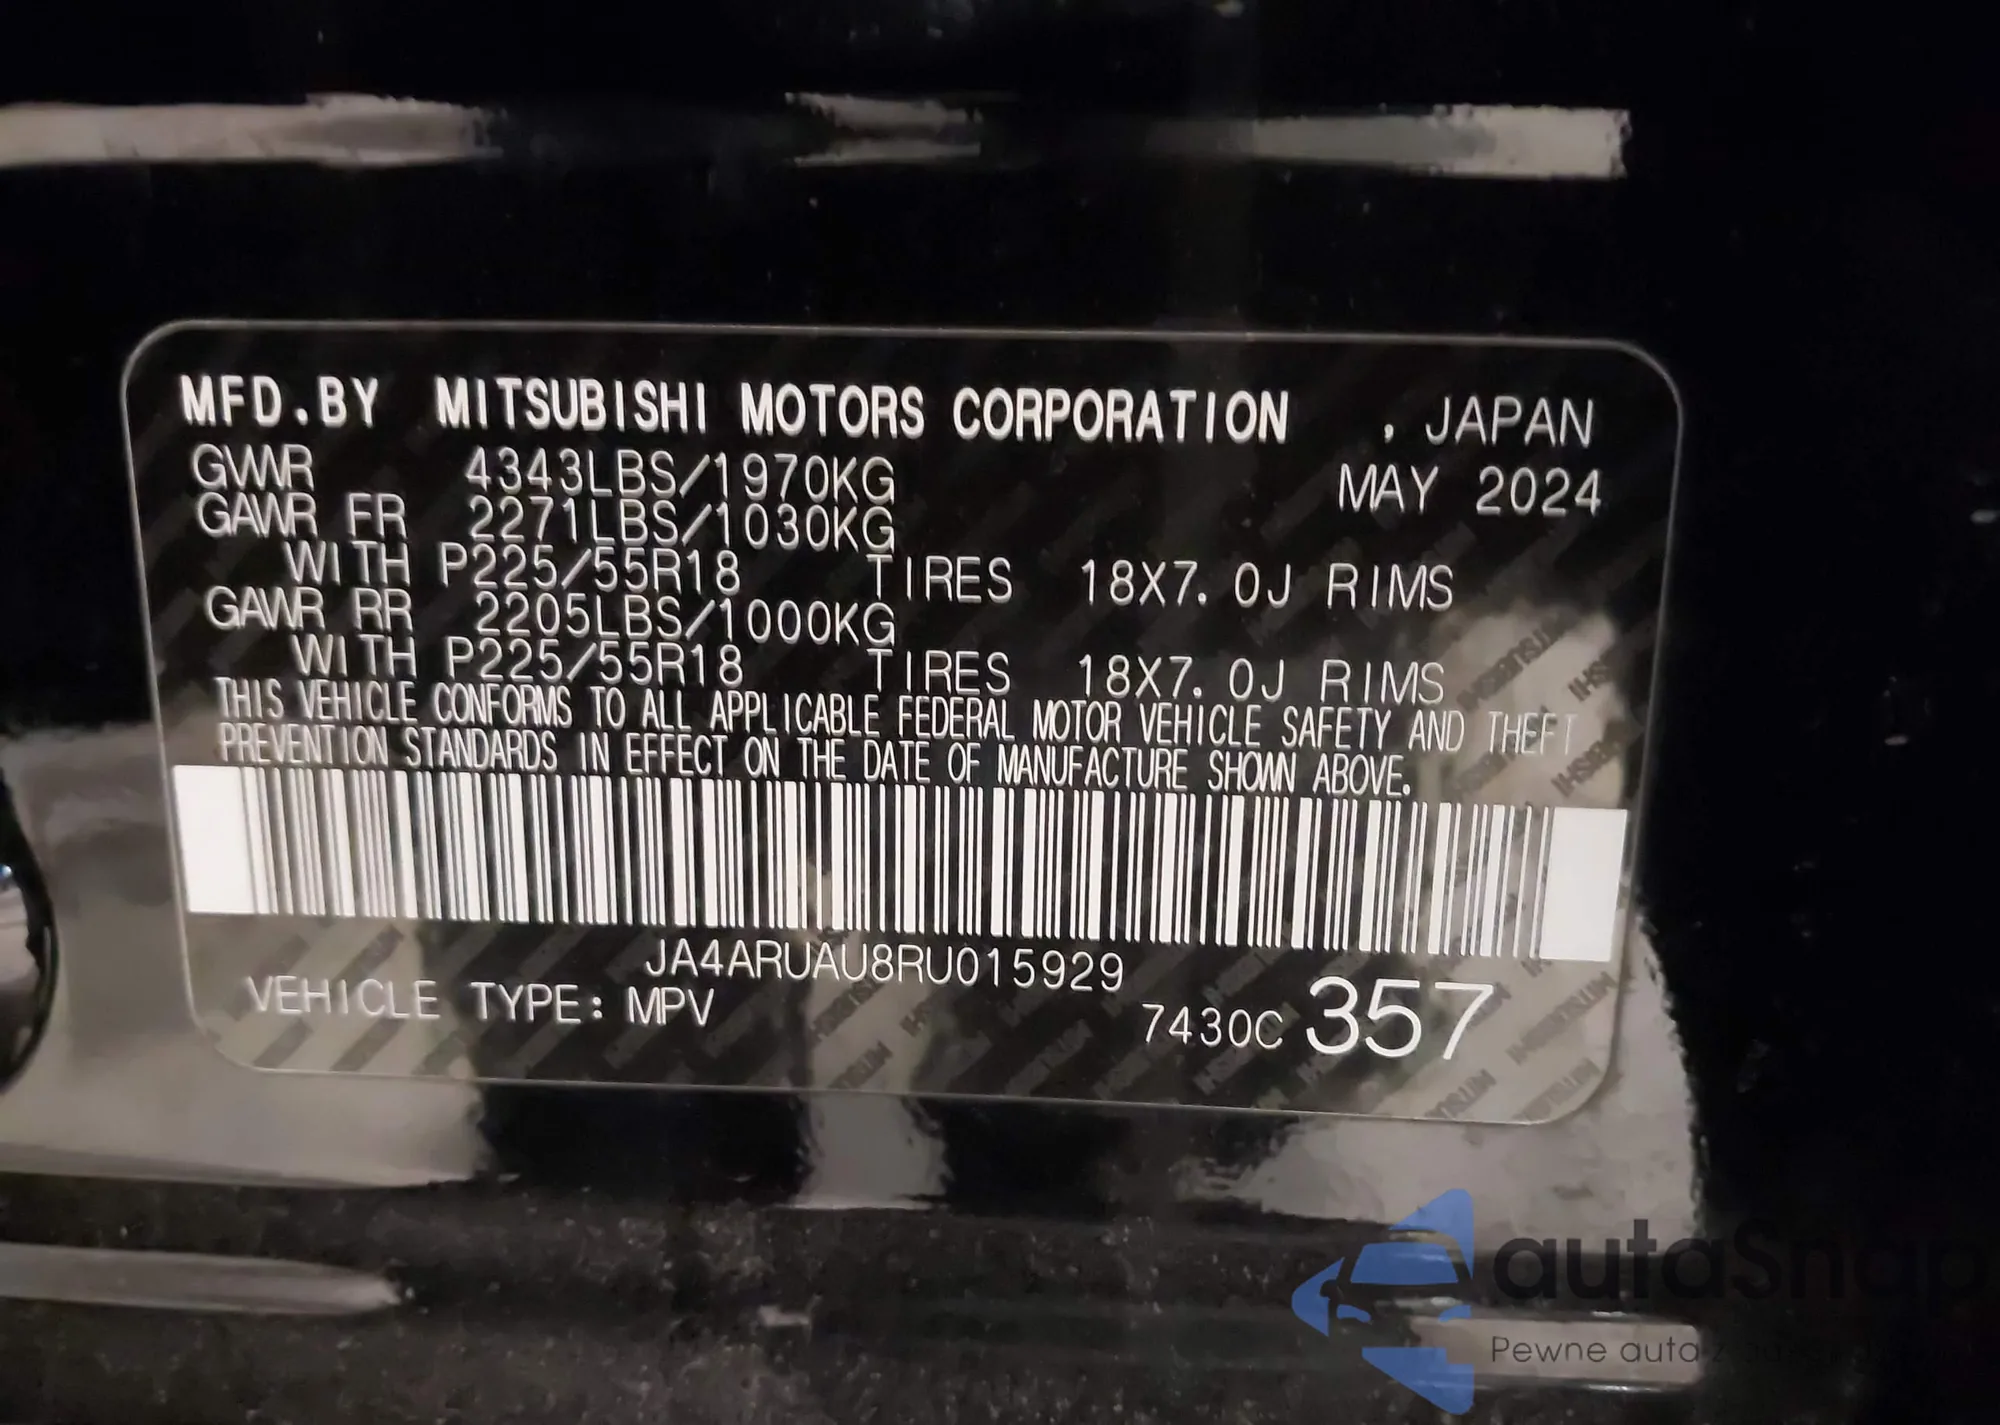 MFD.BY MITSUBISHI MOTORS CORPORATION , JAPAN
GVWR 4343LBS/1970KG MAY 2024
GAWR FR 2271LBS/1030KG
WITH P225/55R18 TIRES 18X7.0J RIMS
GAWR RR 2205LBS/1000KG
WITH P225/55R18 TIRES 18X7.0J RIMS
THIS VEHICLE CONFORMS TO ALL APPLICABLE FEDERAL MOTOR VEHICLE SAFETY AND THEFT
PREVENTION STANDARDS IN EFFECT ON THE DATE OF MANUFACTURE SHOWN ABOVE.
JA4ARUAU8RU015929
VEHICLE TYPE: MPV 7430C 357
autaSnap
Pewne auta z